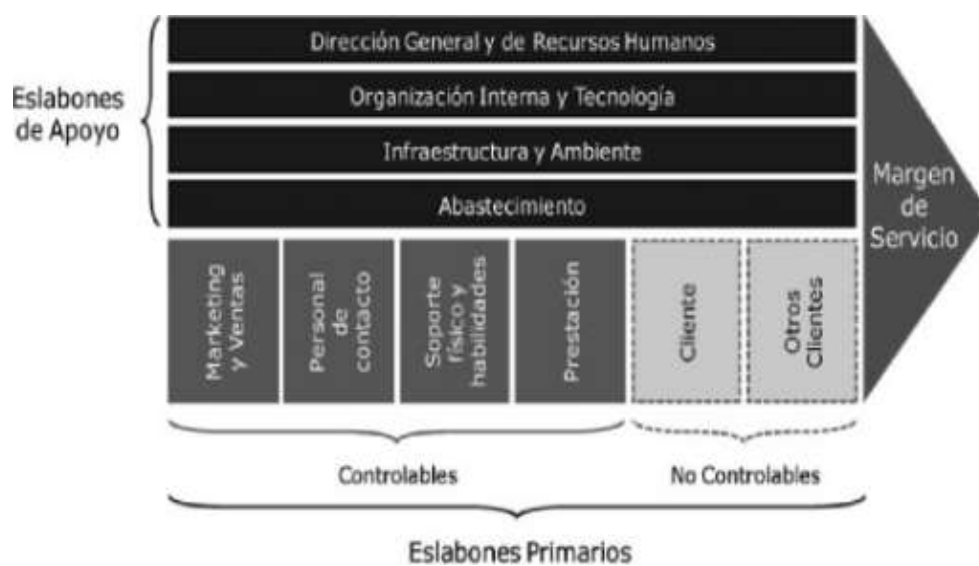 Dirección General y de Recursos Humanos
Organización Interna y Tecnología
Infraestructura y Ambiente
Abastecimiento
Eslabones
de Apoyo
Margen
de
Servicio
Marketing
y Ventas
Personal
de
contacto
Soporte
físico y
habilidades
Prestación
Cliente
Otros
Clientes
Controlables
No Controlables
Eslabones Primarios